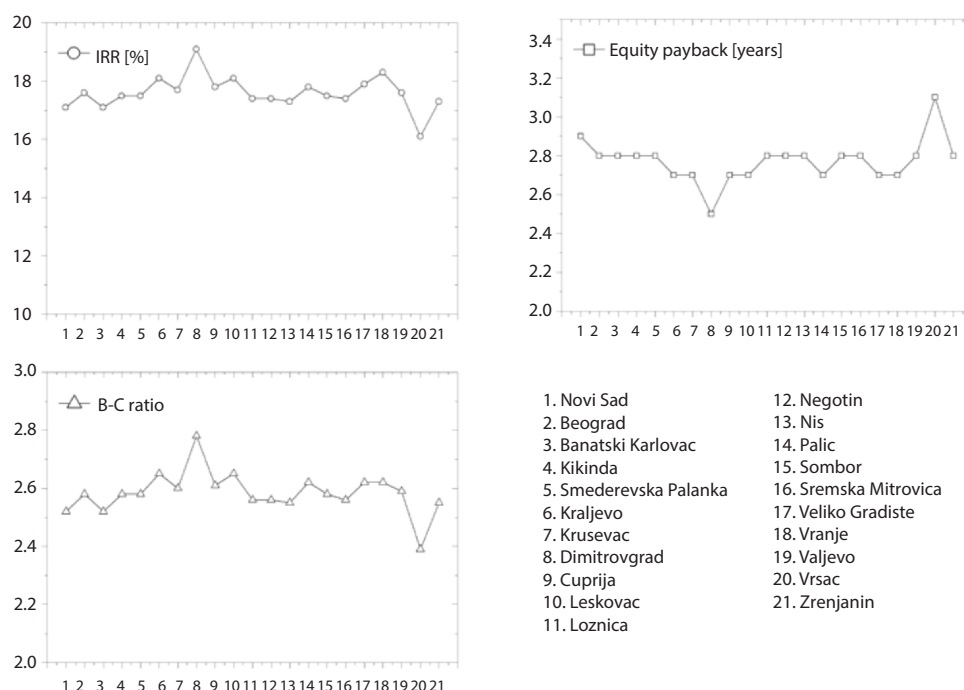 IRR [%]
20
18
16
14
12
10
1 2 3 4 5 6 7 8 9 10 11 12 13 14 15 16 17 18 19 20 21
Equity payback [years]
3.4
3.2
3.0
2.8
2.6
2.4
2.2
2.0
1 2 3 4 5 6 7 8 9 10 11 12 13 14 15 16 17 18 19 20 21
B-C ratio
3.0
2.8
2.6
2.4
2.2
2.0
1 2 3 4 5 6 7 8 9 10 11 12 13 14 15 16 17 18 19 20 21
1. Novi Sad
2. Beograd
3. Banatski Karlovac
4. Kikinda
5. Smederevska Palanka
6. Kraljevo
7. Krusevac
8. Dimitrovgrad
9. Cuprija
10. Leskovac
11. Loznica
12. Negotin
13. Nis
14. Palic
15. Sombor
16. Sremska Mitrovica
17. Veliko Gradiste
18. Vranje
19. Valjevo
20. Vrsac
21. Zrenjanin